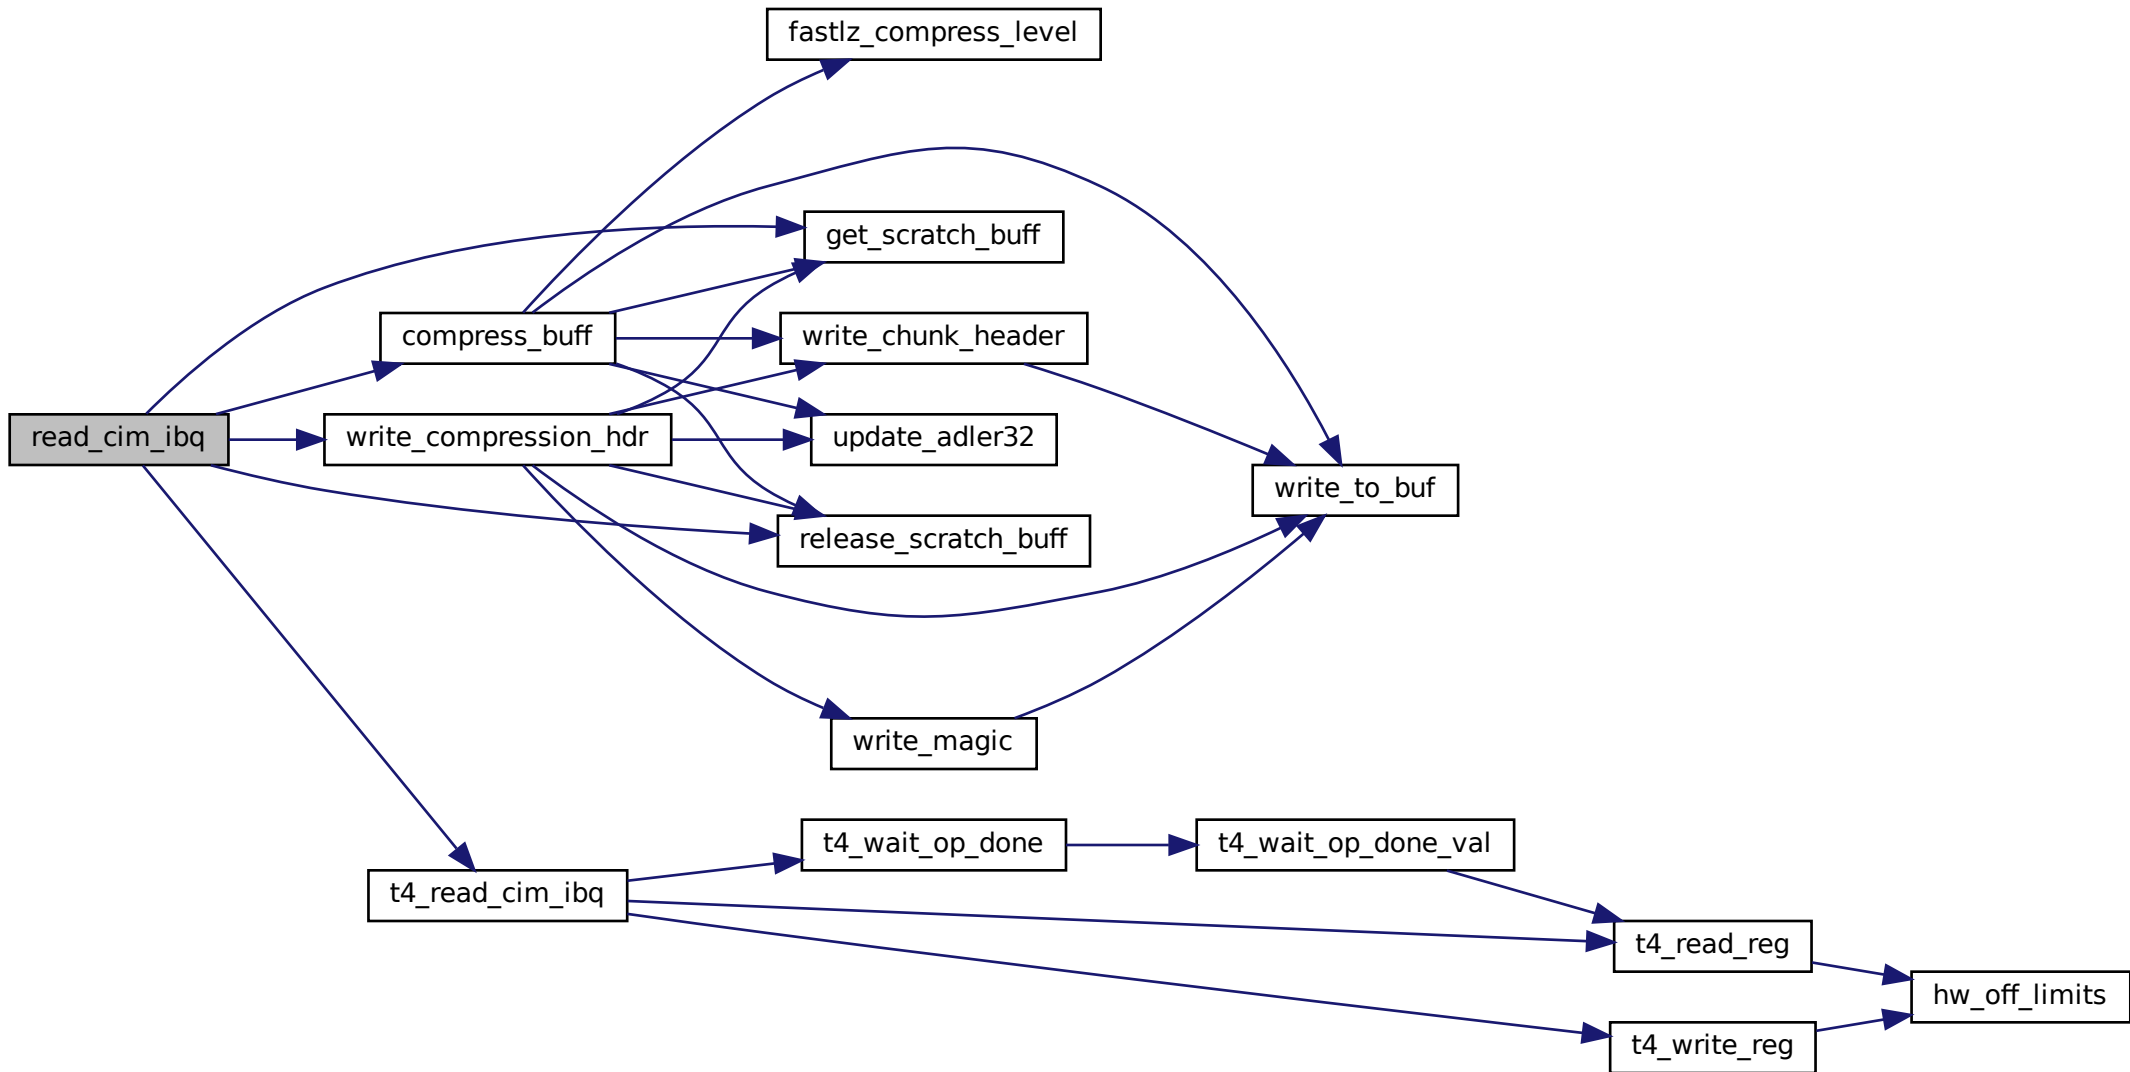 fastlz_compress_level
get_scratch_buff
compress_buff
write_chunk_header
read_cim_ibq
write_compression_hdr
update_adler32
write_to_buf
release_scratch_buff
write_magic
t4_wait_op_done
t4_wait_op_done_val
t4_read_cim_ibq
t4_read_reg
hw_off_limits
t4_write_reg